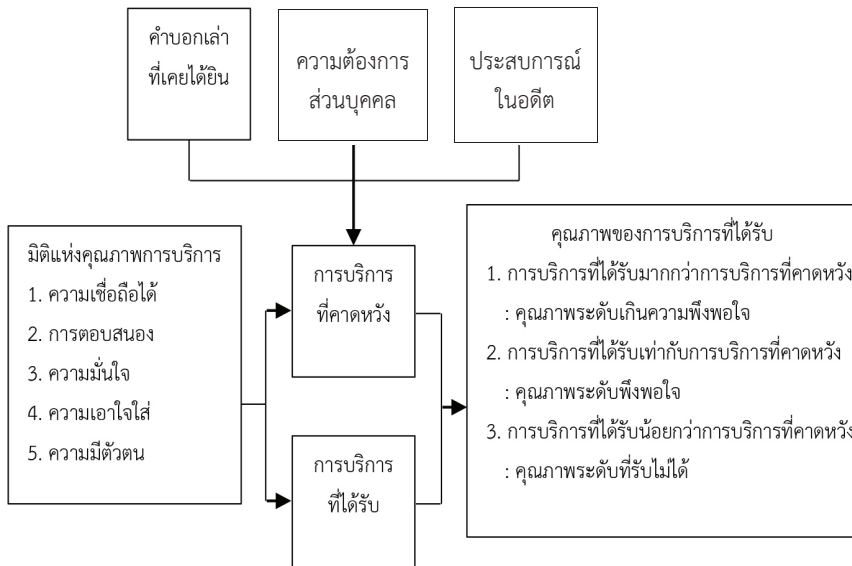 คำบอกเล่า
ที่เคยได้ยิน
ความต้องการ
ส่วนบุคคล
ประสบการณ์
ในอดีต
มิติแห่งคุณภาพการบริการ
1. ความเชื่อถือได้
2. การตอบสนอง
3. ความมั่นใจ
4. ความเอาใจใส่
5. ความมีตัวตน
การบริการ
ที่คาดหวัง
การบริการ
ที่ได้รับ
คุณภาพของการบริการที่ได้รับ
1. การบริการที่ได้รับมากกว่าการบริการที่คาดหวัง
: คุณภาพระดับเกินความพึงพอใจ
2. การบริการที่ได้รับเท่ากับการบริการที่คาดหวัง
: คุณภาพระดับพึงพอใจ
3. การบริการที่ได้รับน้อยกว่าการบริการที่คาดหวัง
: คุณภาพระดับที่รับไม่ได้